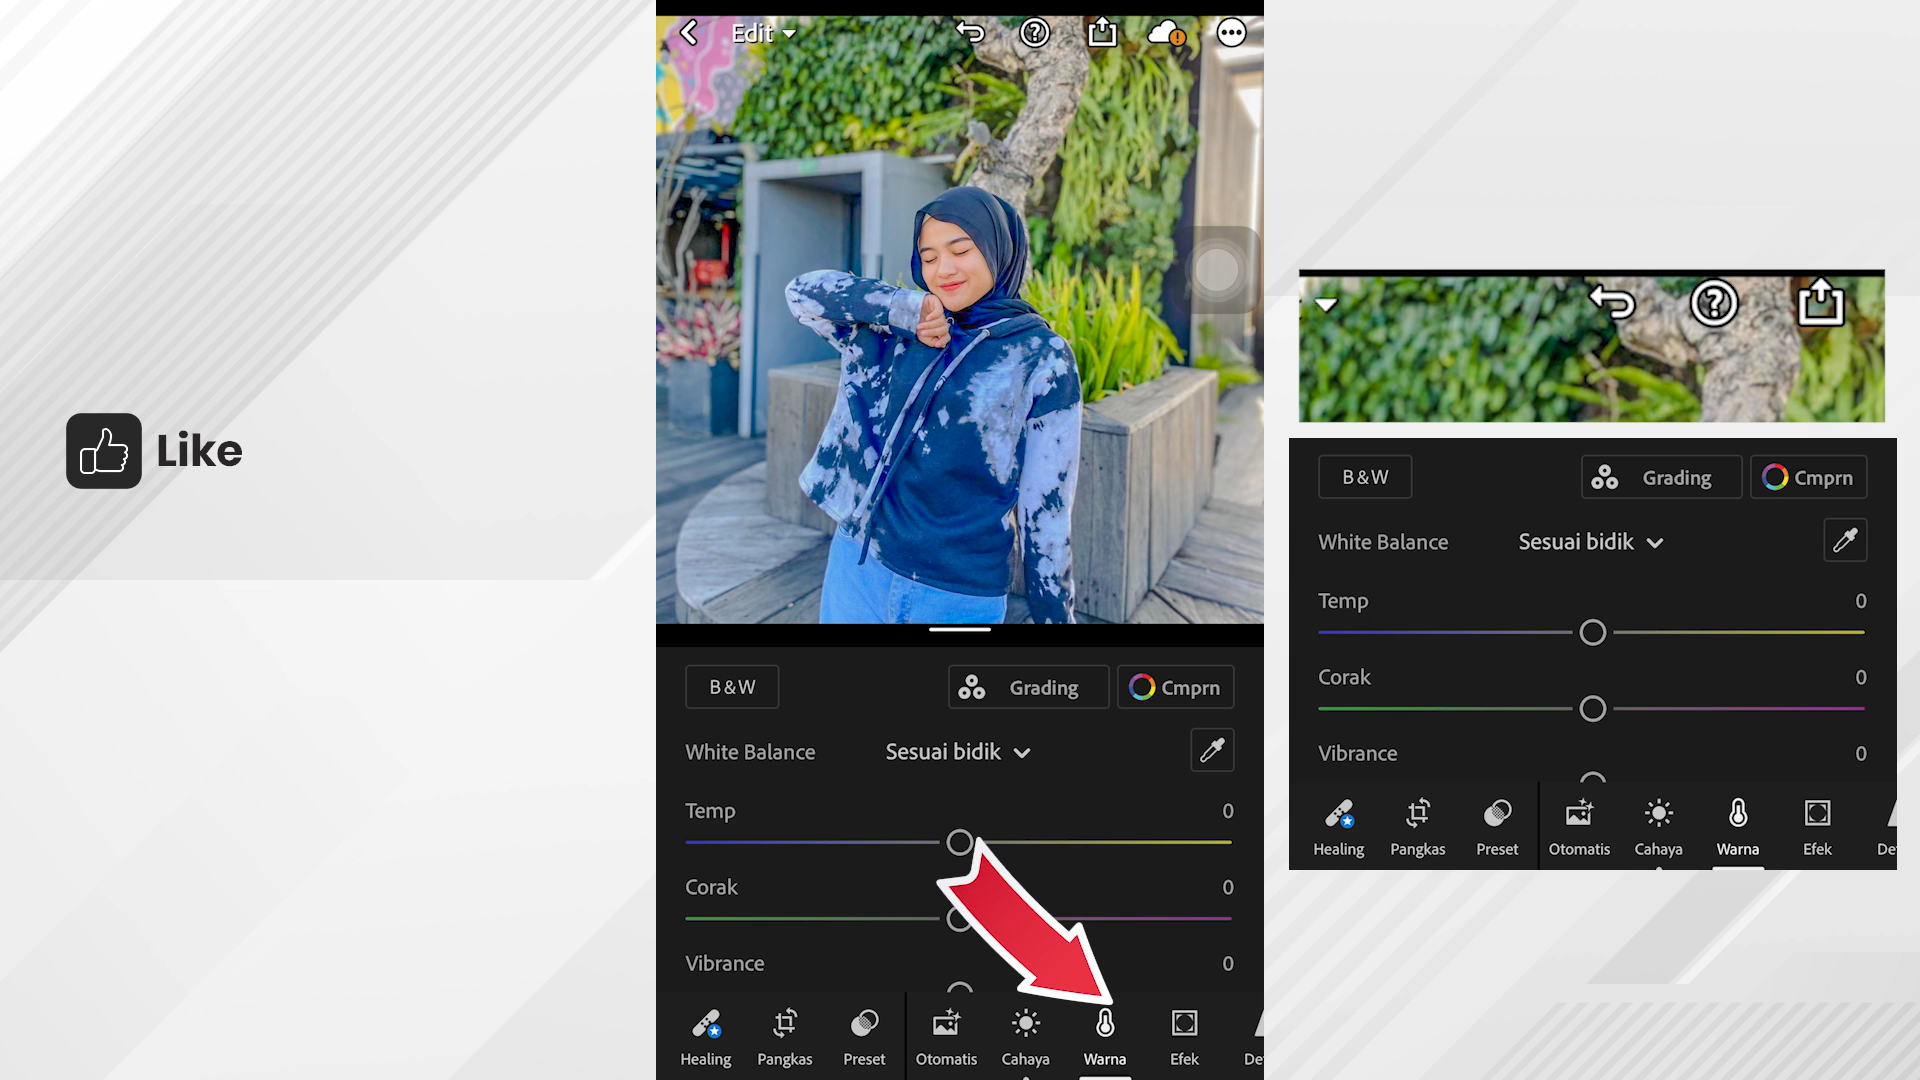 Edit
Like
B&W
Grading
Cmprn
White Balance
Sesuai bidik
Temp
0
Corak
0
Vibrance
0
Healing
Pangkas
Preset
Otomatis
Cahaya
Warna
Efek
De
B&W
Grading
Cmprn
White Balance
Sesuai bidik
Temp
0
Corak
0
Vibrance
0
Healing
Pangkas
Preset
Otomatis
Cahaya
Warna
Efek
De